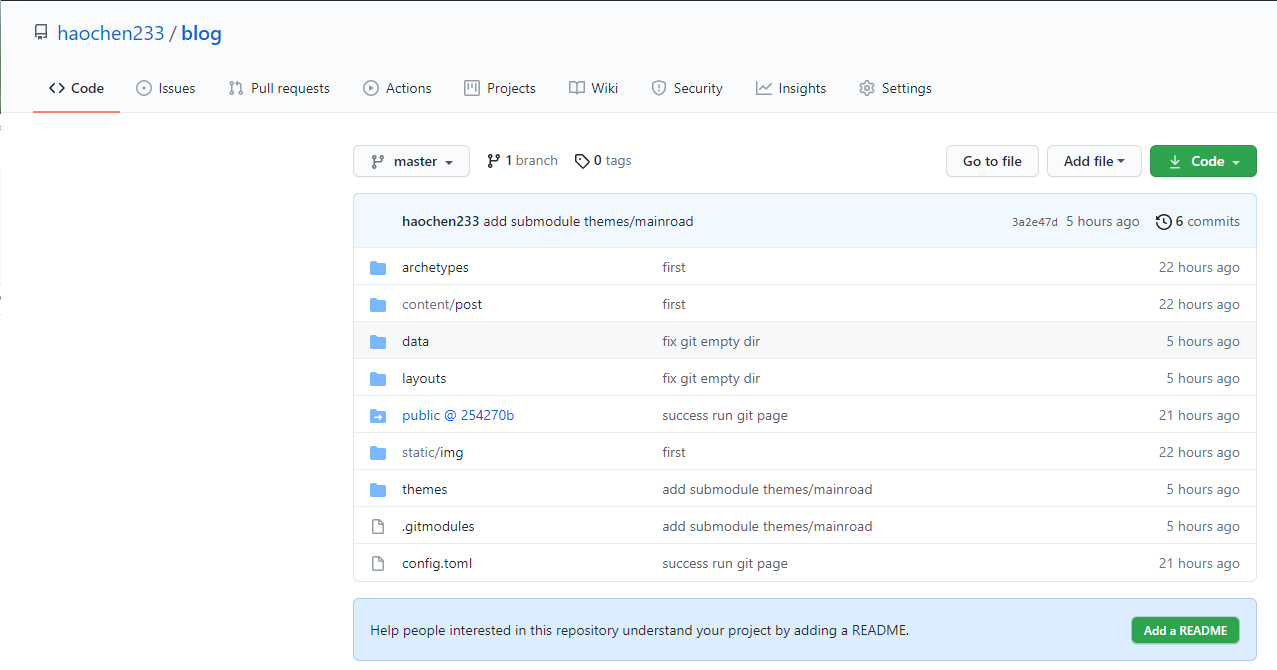 haochen233 / blog
Code Issues Pull requests Actions Projects Wiki Security Insights Settings
master 1 branch 0 tags Go to file Add file Code
haochen233 add submodule themes/mainroad 3a2e47d 5 hours ago 6 commits
archetypes first 22 hours ago
content/post first 22 hours ago
data fix git empty dir 5 hours ago
layouts fix git empty dir 5 hours ago
public @ 254270b success run git page 21 hours ago
static/img first 22 hours ago
themes add submodule themes/mainroad 5 hours ago
.gitmodules add submodule themes/mainroad 5 hours ago
config.toml success run git page 21 hours ago
Help people interested in this repository understand your project by adding a README. Add a README